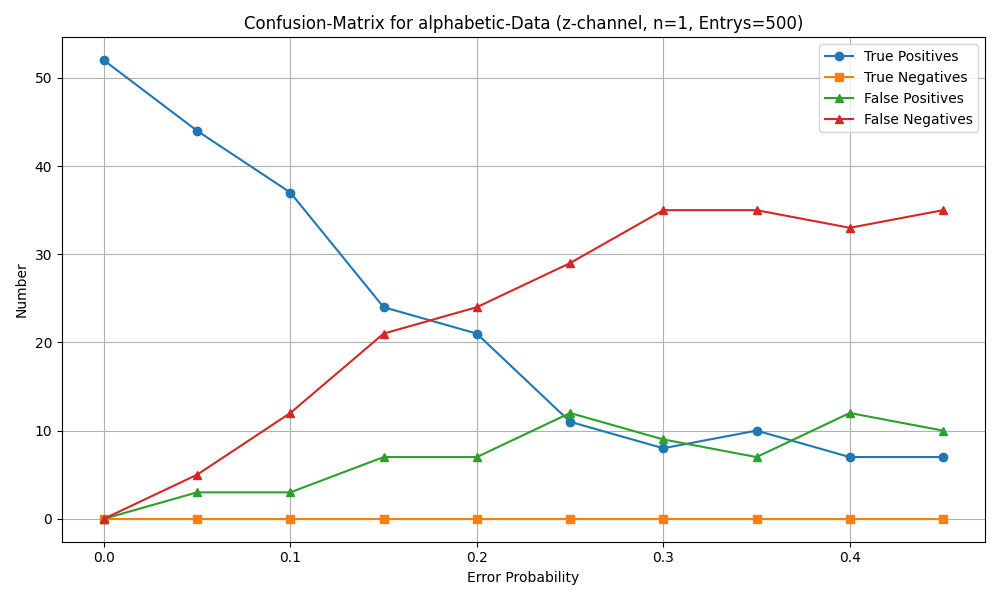 Confusion-Matrix for alphabetic-Data (z-channel, n=1, Entrys=500)
True Positives
True Negatives
False Positives
False Negatives
Number
50
40
30
20
10
0
0.0 0.1 0.2 0.3 0.4
Error Probability